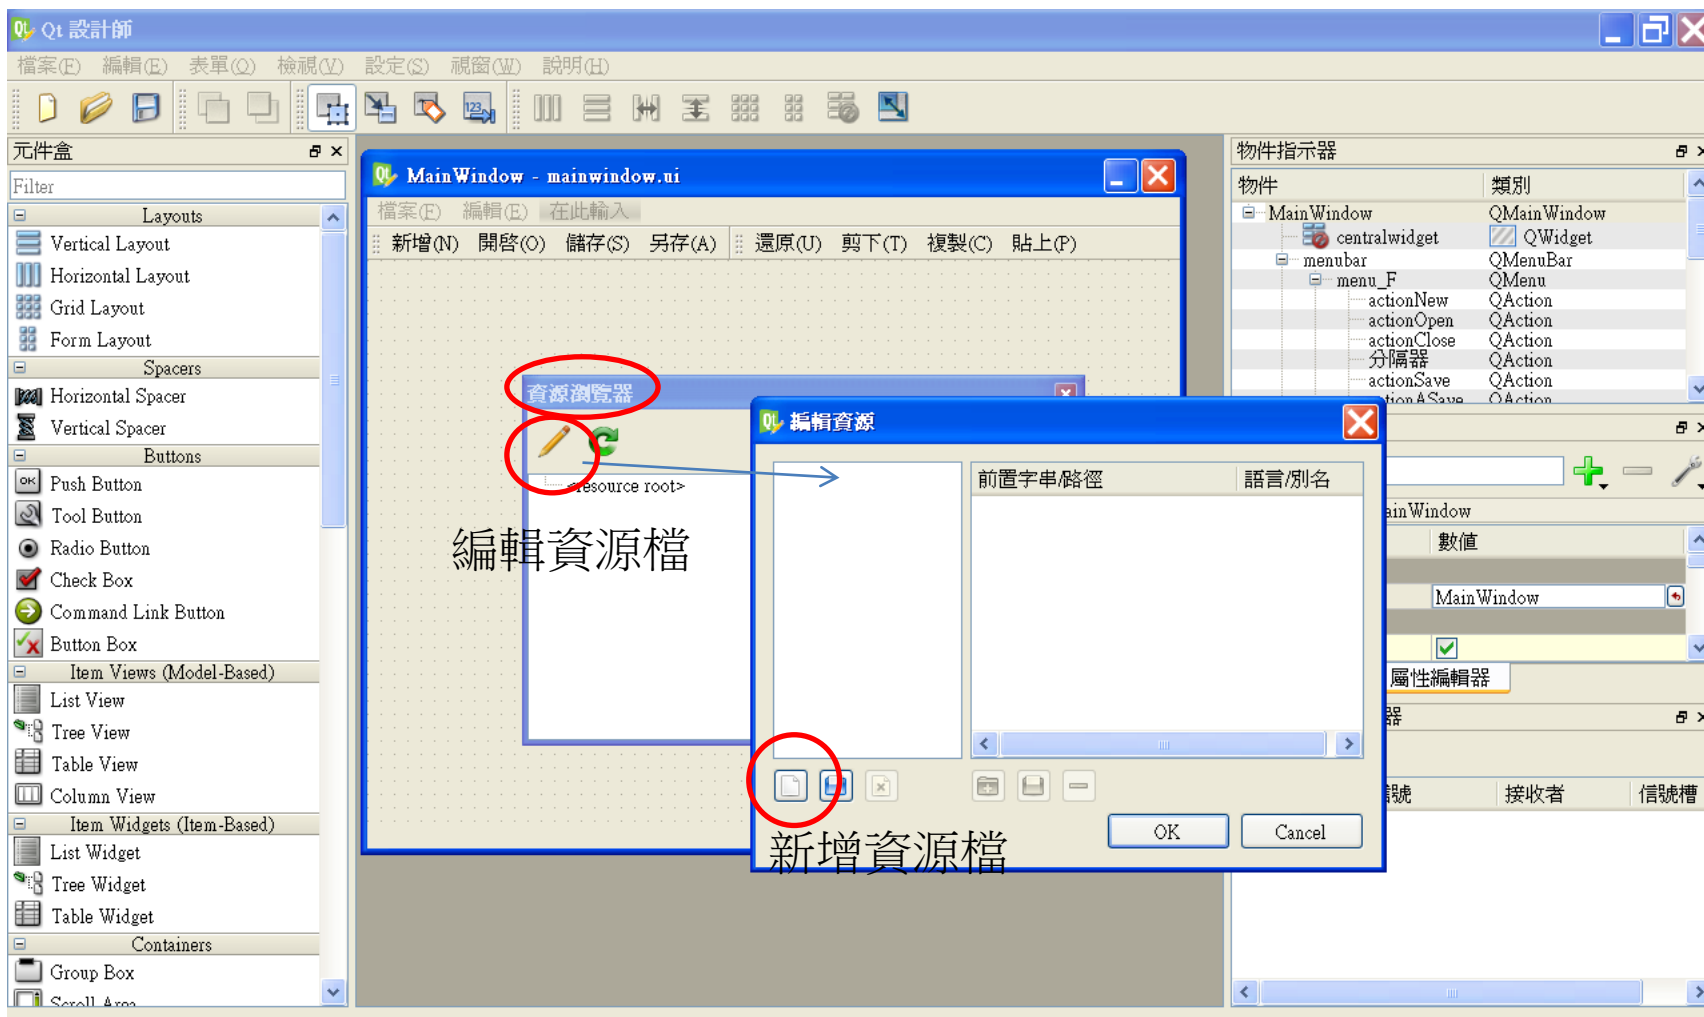 Qt 設計師
檔案(F) 編輯(E) 表單(O) 檢視(V) 設定(S) 視窗(W) 說明(H)
元件盒
Filter
Layouts
Vertical Layout
Horizontal Layout
Grid Layout
Form Layout
Spacers
Horizontal Spacer
Vertical Spacer
Buttons
OK Push Button
Tool Button
Radio Button
Check Box
Command Link Button
Button Box
Item Views (Model-Based)
List View
Tree View
Table View
Column View
Item Widgets (Item-Based)
List Widget
Tree Widget
Table Widget
Containers
Group Box
Scroll Area
MainWindow - mainwindow.ui
檔案(F) 編輯(E) 在此輸入
新增(N) 開啓(O) 儲存(S) 另存(A) 還原(U) 剪下(T) 複製(C) 貼上(P)
資源瀏覽器
<resource root>
編輯資源檔
編輯資源
前置字串/路徑 語言/別名
新增資源檔
OK Cancel
物件指示器
物件 類別
MainWindow QMainWindow
centralwidget QWidget
menubar QMenuBar
menu_F QMenu
actionNew QAction
actionOpen QAction
actionClose QAction
分隔器 QAction
actionSave QAction
actionASave QAction
ainWindow
數值
MainWindow
屬性編輯器
器
號 接收者 信號槽